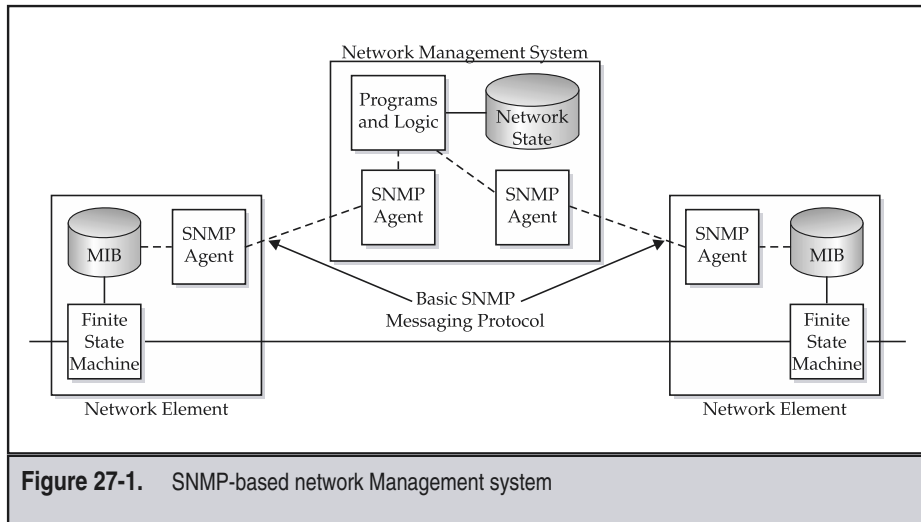 Network Management System
Programs
and Logic
Network
State
SNMP
Agent
SNMP
Agent
MIB
SNMP
Agent
SNMP
Agent
MIB
Basic SNMP
Messaging Protocol
Finite
State
Machine
Finite
State
Machine
Network Element
Network Element
Figure 27-1. SNMP-based network Management system